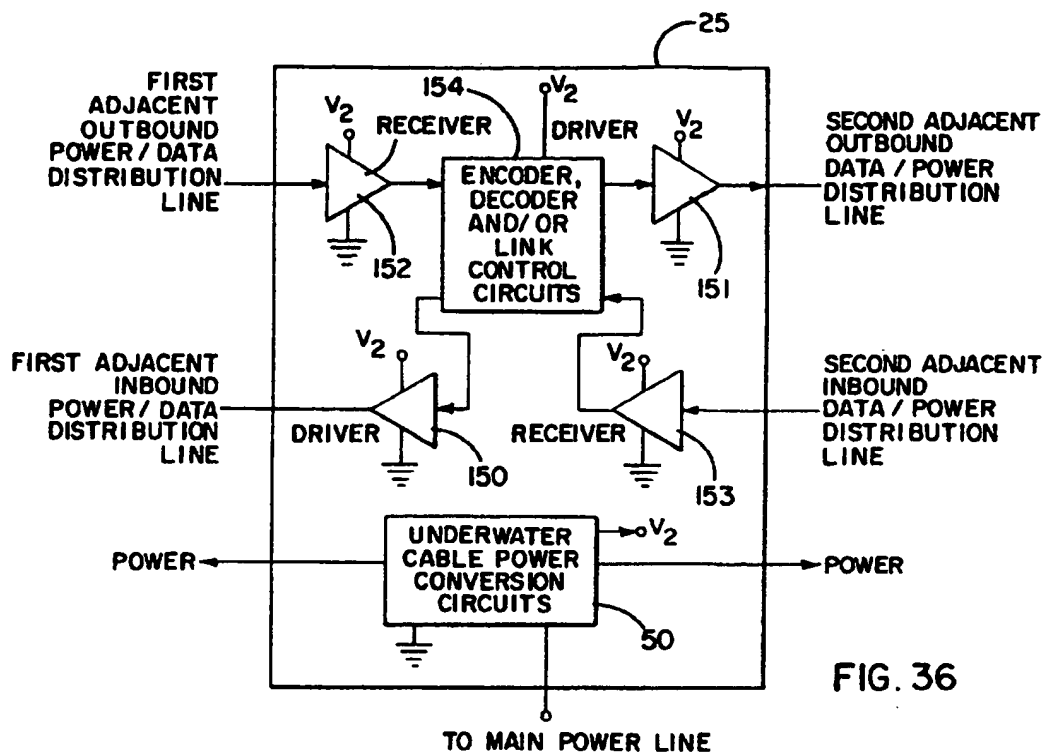 25
FIRST
ADJACENT
OUTBOUND
POWER / DATA
DISTRIBUTION
LINE
V2
RECEIVER
152
154
V2
DRIVER
ENCODER,
DECODER
AND/OR
LINK
CONTROL
CIRCUITS
V2
151
SECOND ADJACENT
OUTBOUND
DATA / POWER
DISTRIBUTION
LINE
FIRST ADJACENT
INBOUND
POWER / DATA
DISTRIBUTION
LINE
V2
DRIVER
150
V2
RECEIVER
153
SECOND ADJACENT
INBOUND
DATA / POWER
DISTRIBUTION
LINE
POWER
UNDERWATER
CABLE POWER
CONVERSION
CIRCUITS
V2
50
POWER
TO MAIN POWER LINE
FIG. 36